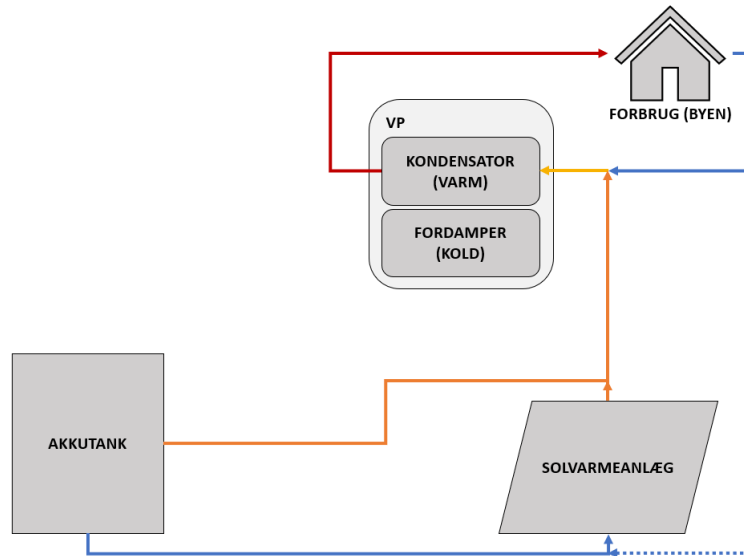 FORBRUG (BYEN)
VP
KONDENSATOR
(VARM)
FORDAMPER
(KOLD)
AKKUTANK
SOLVARMEANLÆG